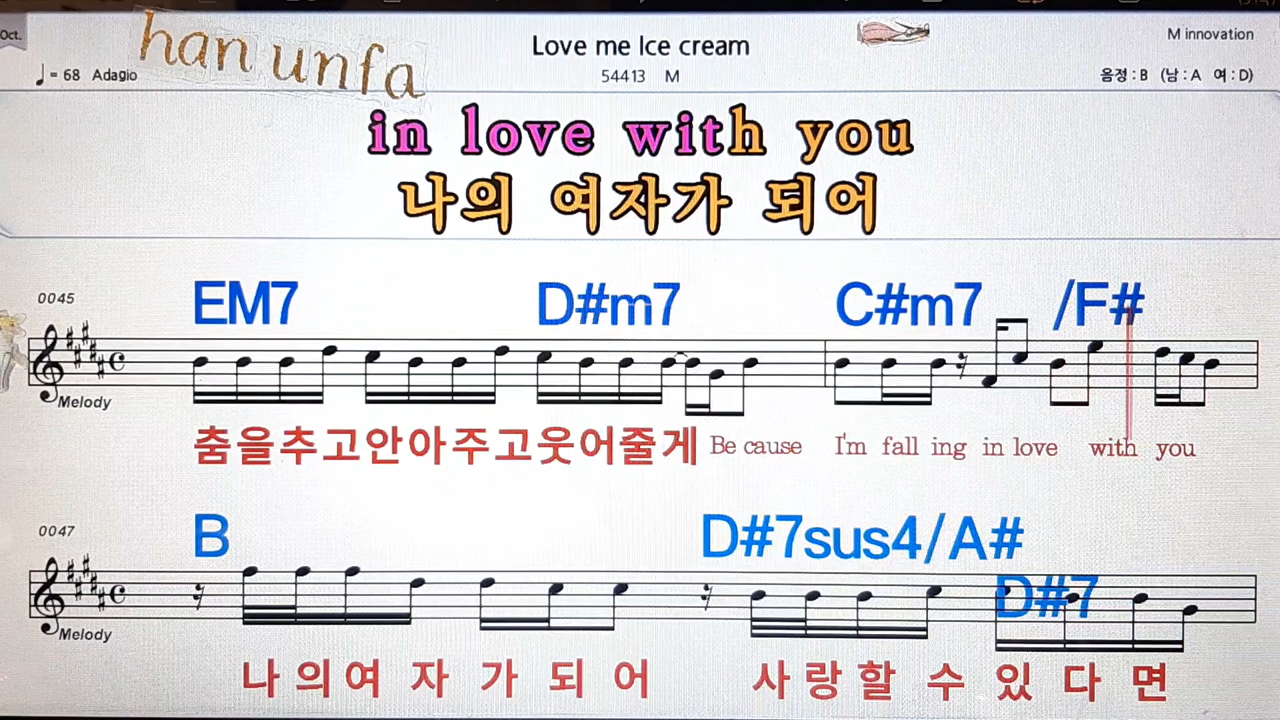 Oct.
han unfa
Love me Ice cream
M innovation
♩= 68 Adagio
54413 M
음정 : B (남 : A 여 : D)
in love with you
나의 여자가 되어
0045
EM7 D#m7 C#m7 /F#
Melody
춤을추고안아주고웃어줄게 Be cause I'm fall ing in love with you
0047
B D#7sus4/A#
D#7
Melody
나의여자가되어 사랑할수있다면